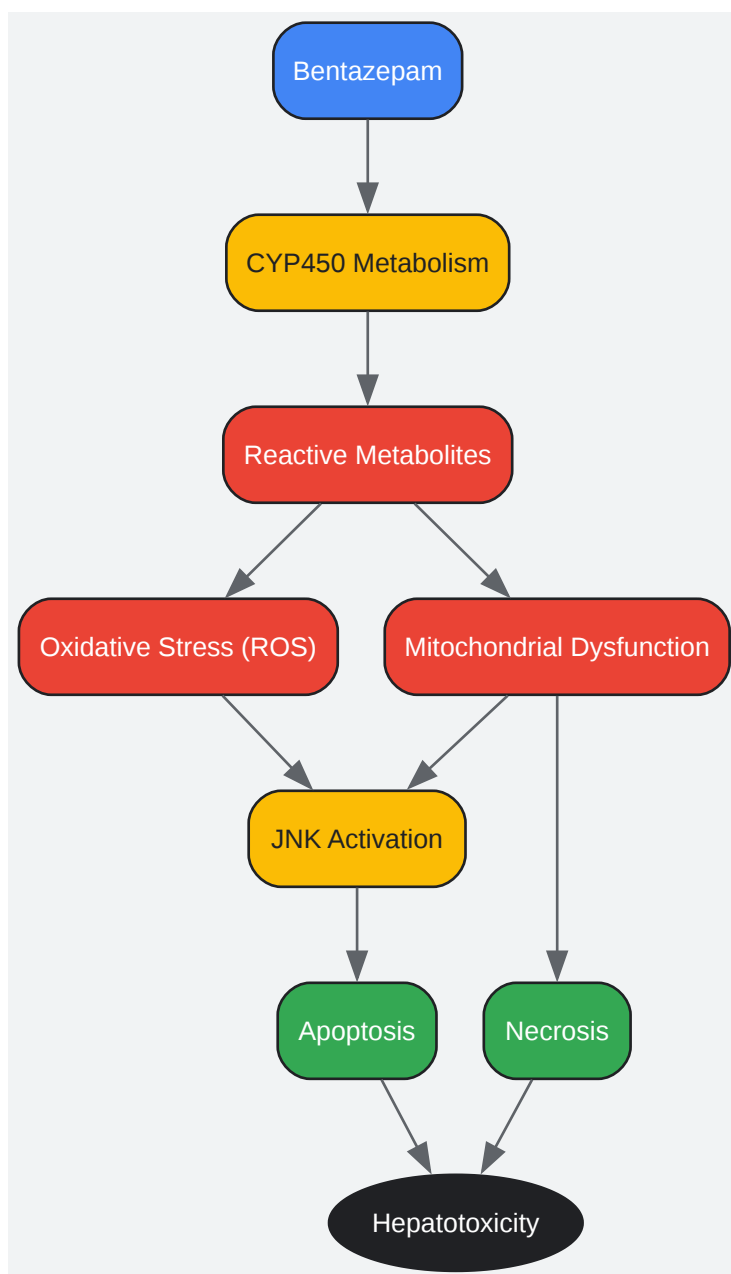 Bentazepam
CYP450 Metabolism
Reactive Metabolites
Oxidative Stress (ROS)
Mitochondrial Dysfunction
JNK Activation
Apoptosis
Necrosis
Hepatotoxicity